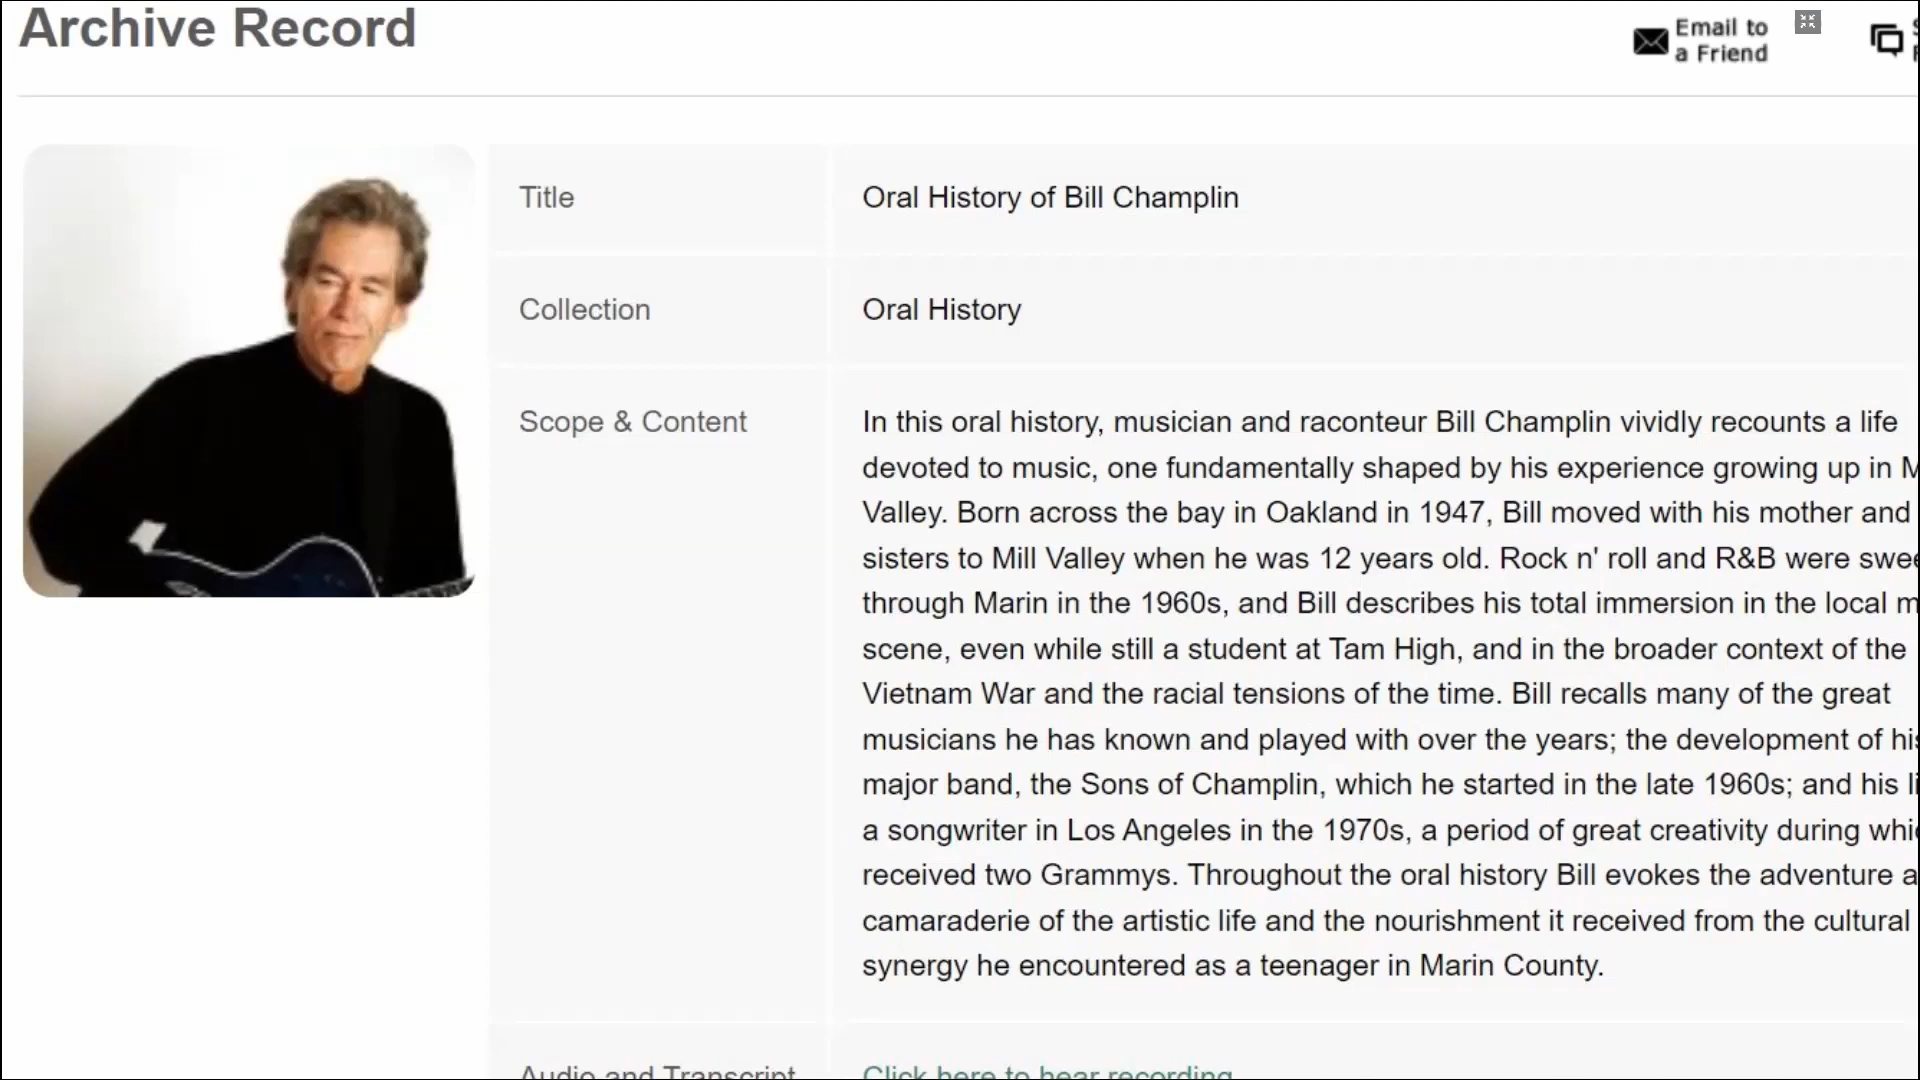 Archive Record
Email to
a Friend
Title
Oral History of Bill Champlin
Collection
Oral History
Scope & Content
In this oral history, musician and raconteur Bill Champlin vividly recounts a life
devoted to music, one fundamentally shaped by his experience growing up in
Valley. Born across the bay in Oakland in 1947, Bill moved with his mother and
sisters to Mill Valley when he was 12 years old. Rock n' roll and R&B were
through Marin in the 1960s, and Bill describes his total immersion in the local
scene, even while still a student at Tam High, and in the broader context of the
Vietnam War and the racial tensions of the time. Bill recalls many of the great
musicians he has known and played with over the years; the development of
major band, the Sons of Champlin, which he started in the late 1960s; and his
a songwriter in Los Angeles in the 1970s, a period of great creativity during
received two Grammys. Throughout the oral history Bill evokes the adventure
camaraderie of the artistic life and the nourishment it received from the cultural
synergy he encountered as a teenager in Marin County.
Audio and Transcript
Click here to hear recording